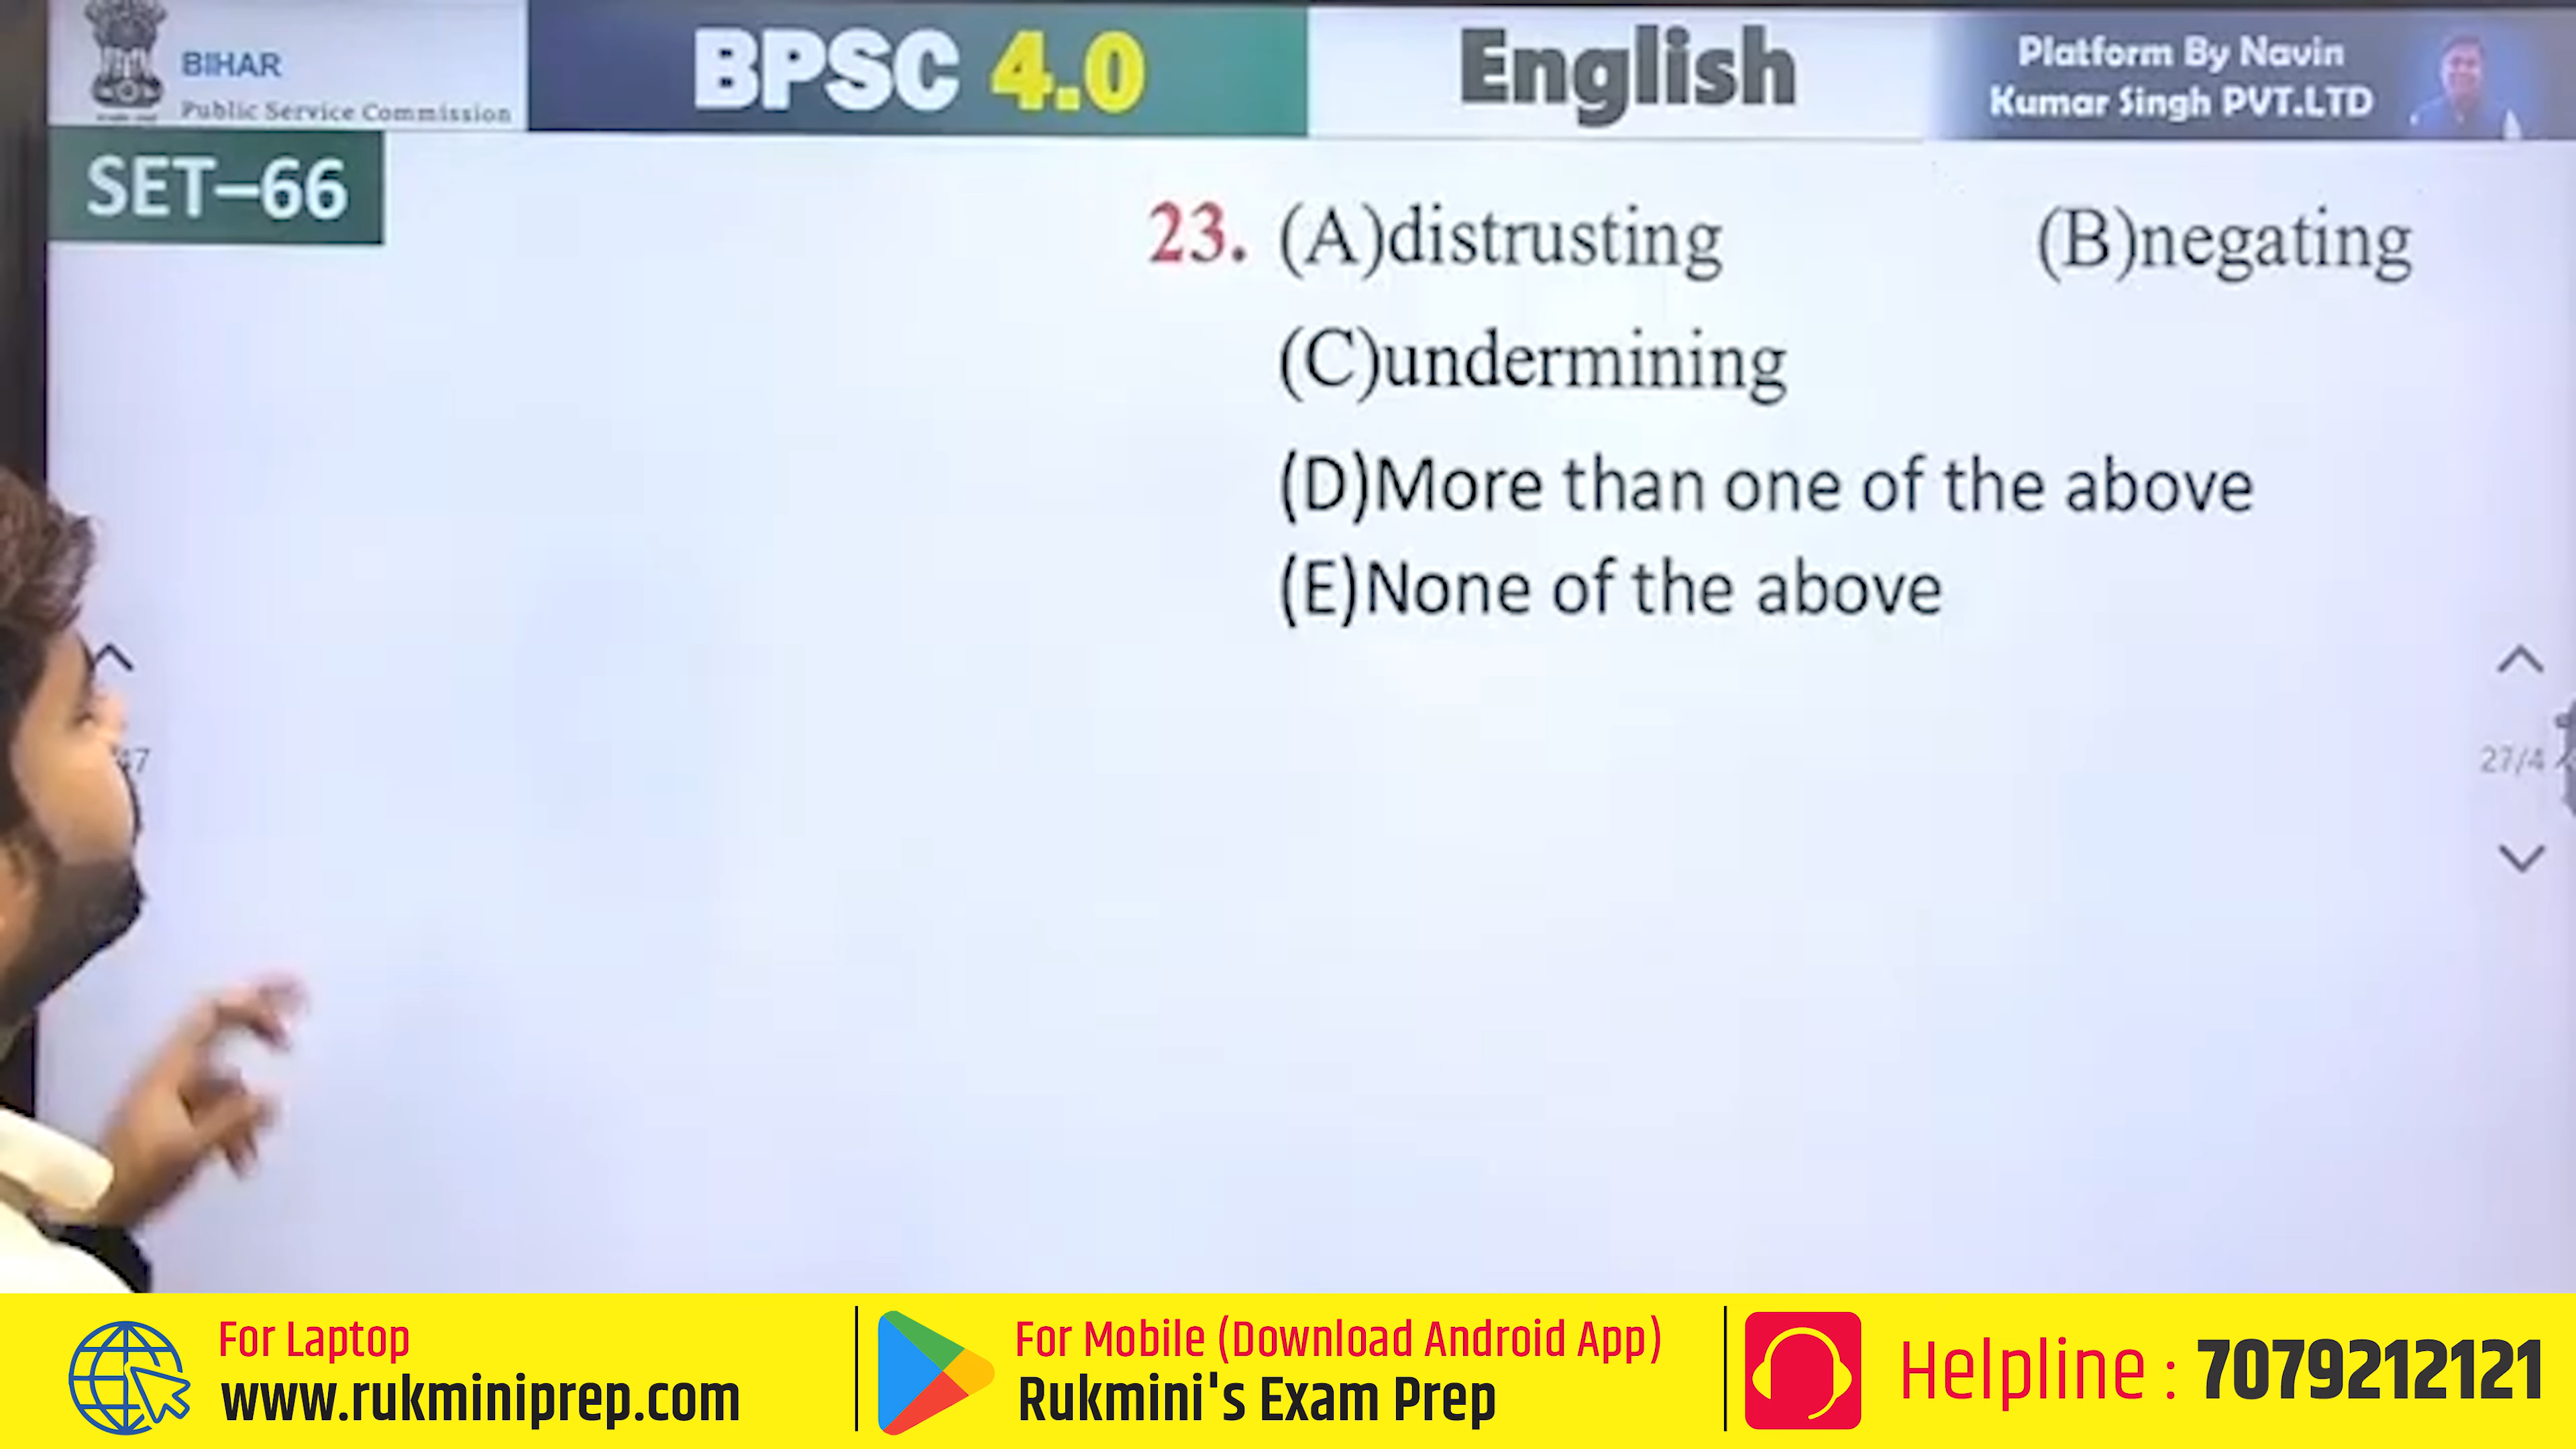 BIHAR
Public Service Commission
BPSC 4.0
English
Platform By Navin
Kumar Singh PVT.LTD
SET–66
23. (A)distrusting (B)negating
(C)undermining
(D)More than one of the above
(E)None of the above
27/4
For Laptop
www.rukminiprep.com
For Mobile (Download Android App)
Rukmini's Exam Prep
Helpline : 7079212121